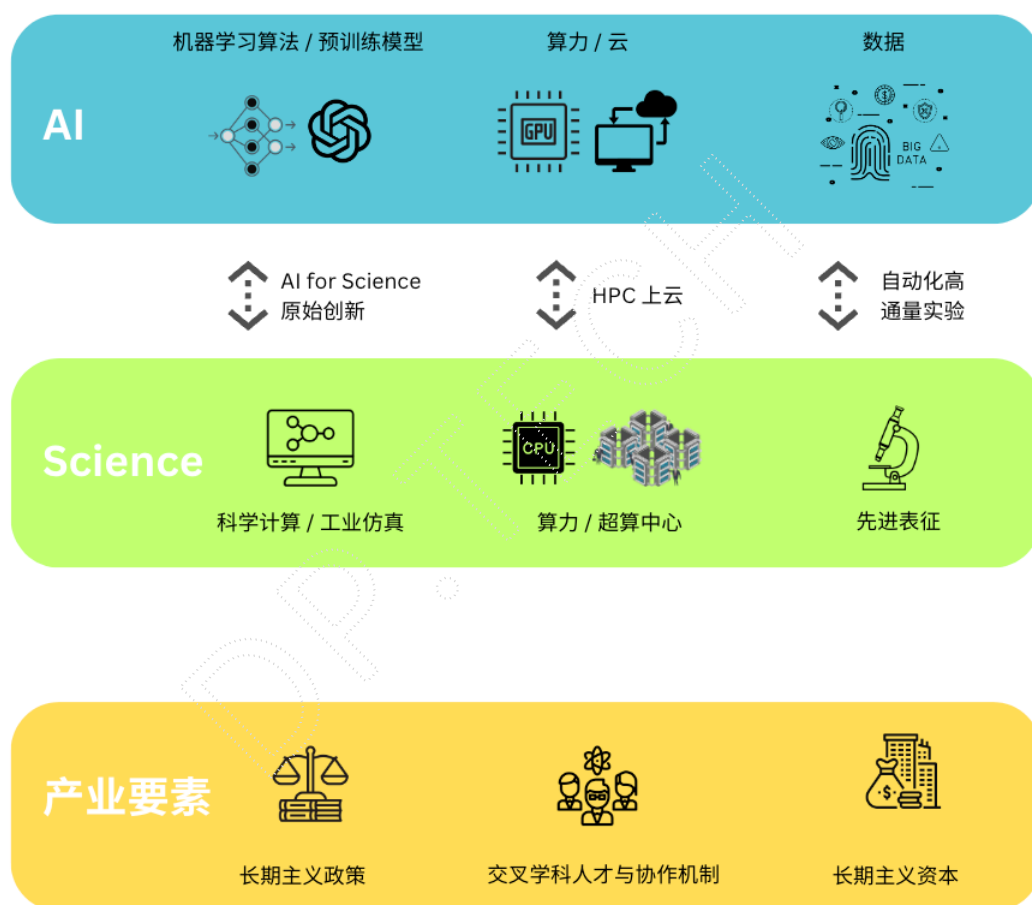 机器学习算法 / 预训练模型
算力 / 云
数据
AI
GPU
BIG
DATA
AI for Science
原始创新
HPC 上云
自动化高
通量实验
Science
CPU
科学计算 / 工业仿真
算力 / 超算中心
先进表征
产业要素
$
长期主义政策
交叉学科人才与协作机制
长期主义资本
DP.TECH